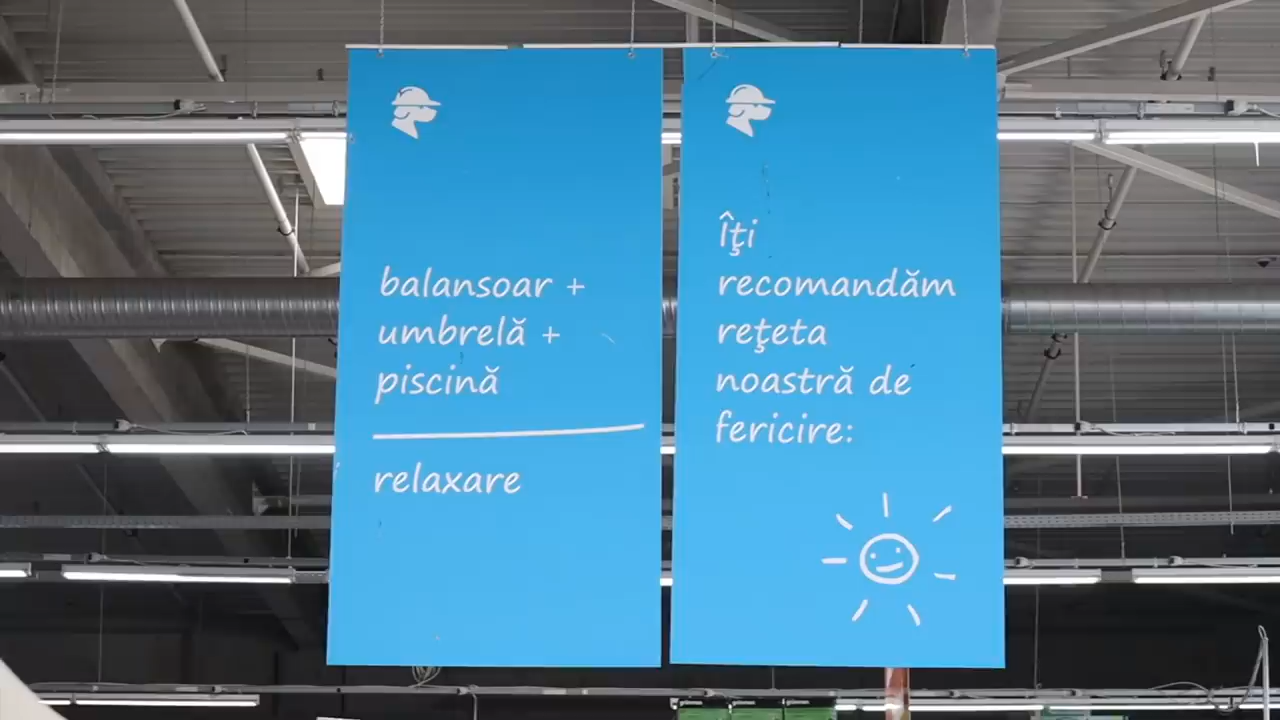 balansoar +
umbrelă +
piscină
relaxare
Îţi
recomandăm
reţeta
noastră de
fericire: